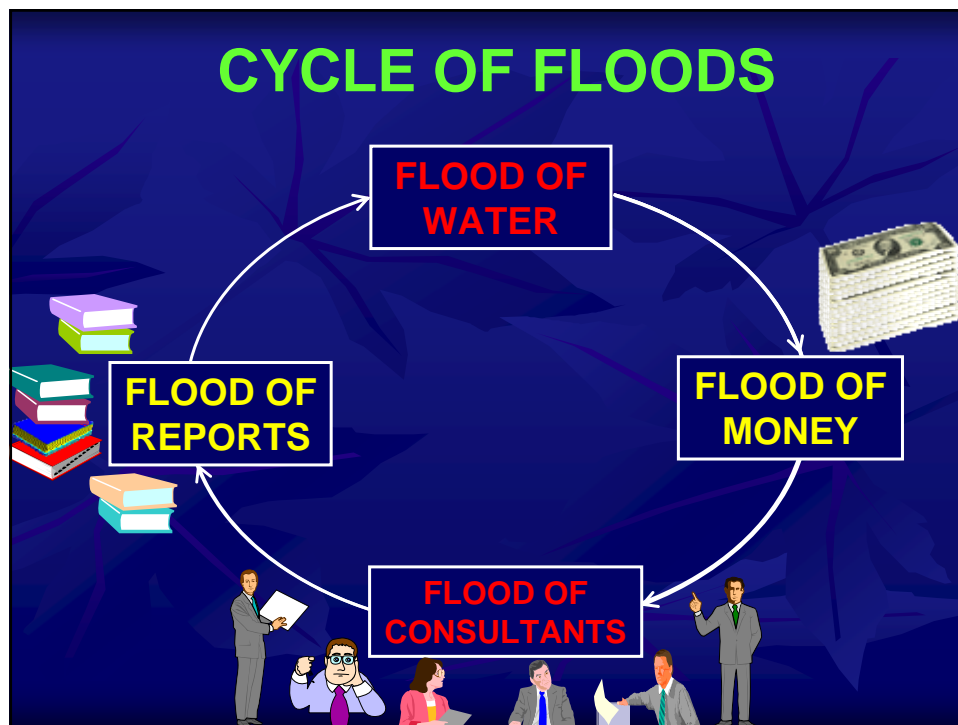 CYCLE OF FLOODS
FLOOD OF
WATER
FLOOD OF
MONEY
FLOOD OF
CONSULTANTS
FLOOD OF
REPORTS